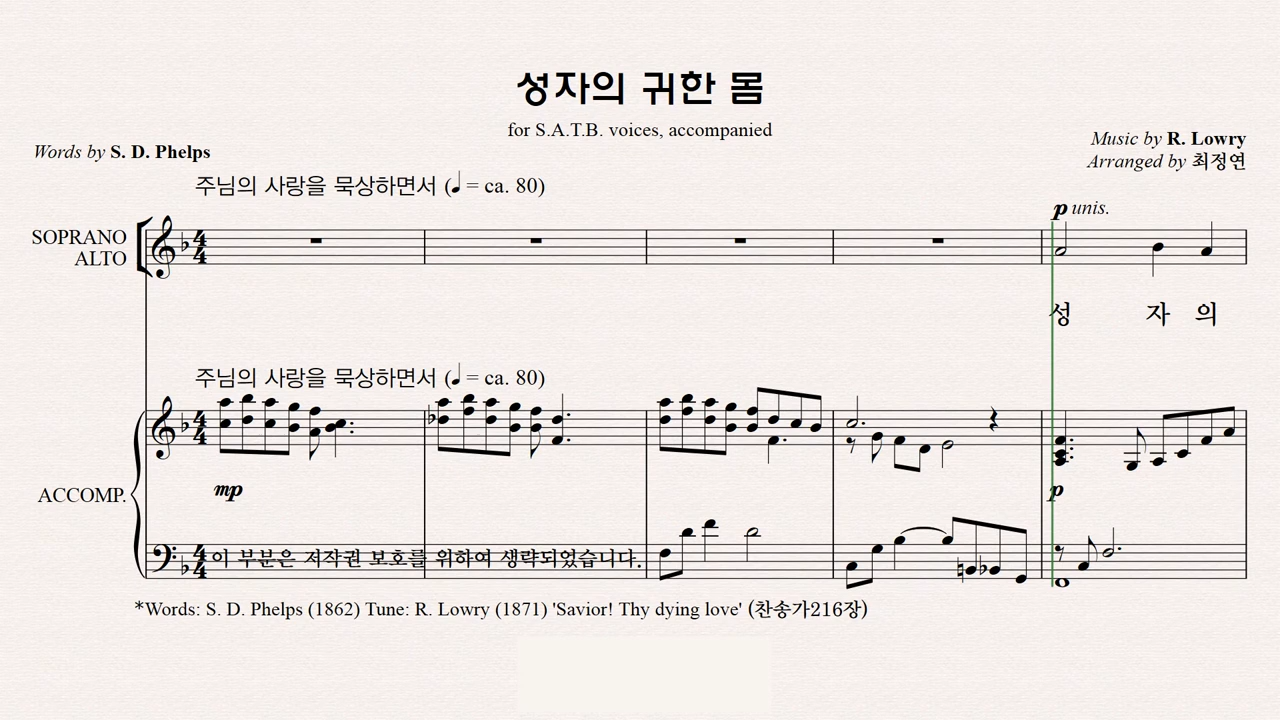 성자의 귀한 몸
for S.A.T.B. voices, accompanied
Words by S. D. Phelps
Music by R. Lowry
Arranged by 최정연
주님의 사랑을 묵상하면서 (♩ = ca. 80)
p unis.
SOPRANO
ALTO
성 자 의
주님의 사랑을 묵상하면서 (♩ = ca. 80)
mp
p
ACCOMP.
이 부분은 저작권 보호를 위하여 생략되었습니다.
*Words: S. D. Phelps (1862) Tune: R. Lowry (1871) 'Savior! Thy dying love' (찬송가216장)